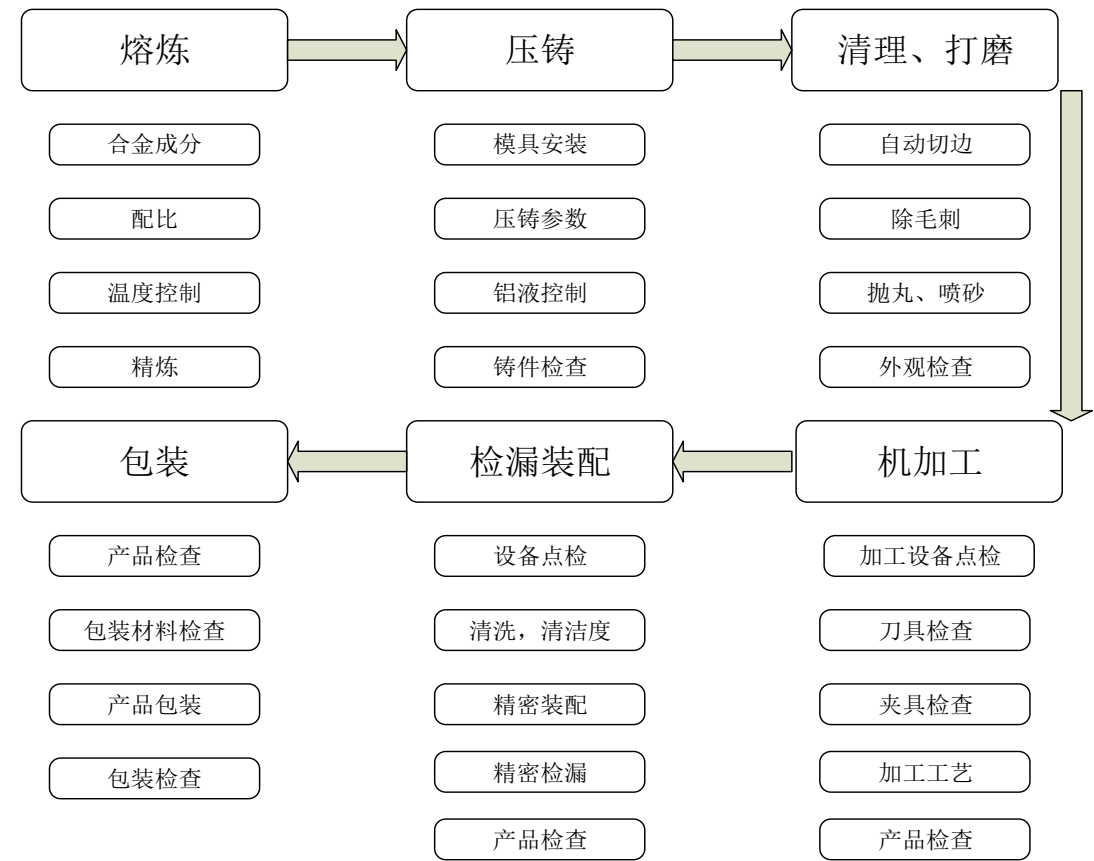 熔炼
压铸
清理、打磨
合金成分
模具安装
自动切边
配比
压铸参数
除毛刺
温度控制
铝液控制
抛丸、喷砂
精炼
铸件检查
外观检查
包装
检漏装配
机加工
产品检查
设备点检
加工设备点检
包装材料检查
清洗，清洁度
刀具检查
产品包装
精密装配
夹具检查
包装检查
精密检漏
加工工艺
产品检查
产品检查